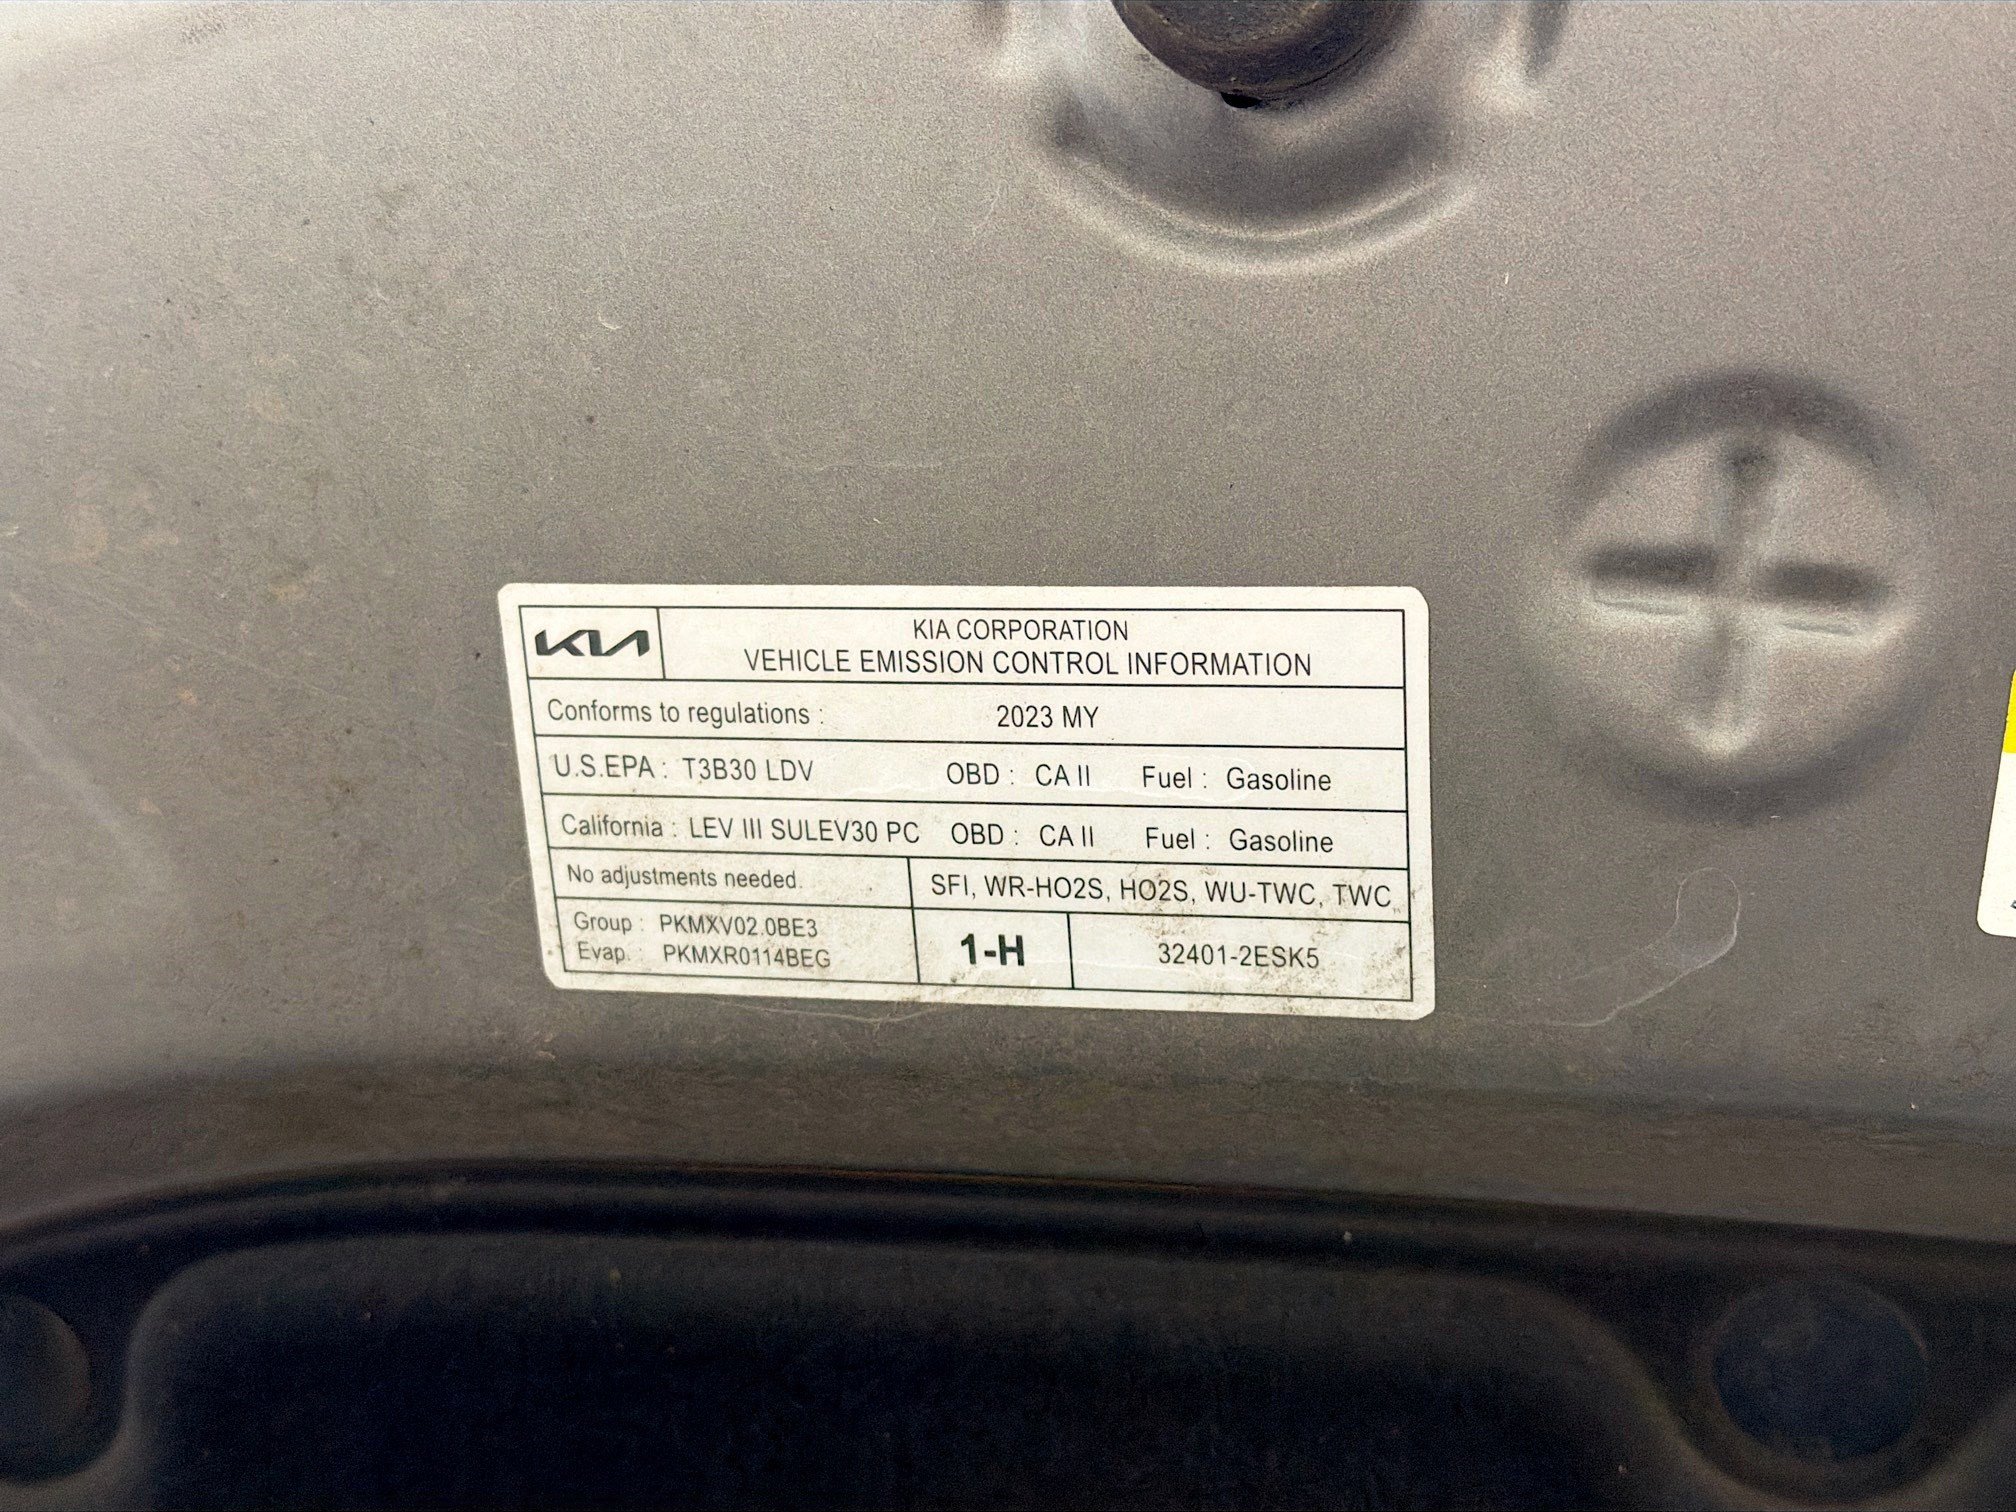 KIA
KIA CORPORATION
VEHICLE EMISSION CONTROL INFORMATION
Conforms to regulations : 2023 MY
U.S.EPA : T3B30 LDV OBD : CA II Fuel : Gasoline
California : LEV III SULEV30 PC OBD : CA II Fuel : Gasoline
No adjustments needed. SFI, WR-HO2S, HO2S, WU-TWC, TWC
Group : PKMXV02.0BE3
Evap. : PKMXR0114BEG
1-H
32401-2ESK5